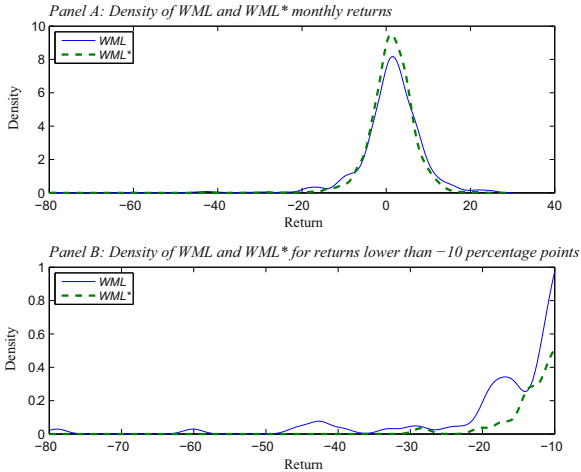 Panel A: Density of WML and WML* monthly returns
10
8
6
4
2
0
Density
WML
WML*
−80
−60
−40
−20
0
20
40
Return
Panel B: Density of WML and WML* for returns lower than −10 percentage points
1
0.8
0.6
0.4
0.2
0
Density
WML
WML*
−80
−70
−60
−50
−40
−30
−20
−10
Return